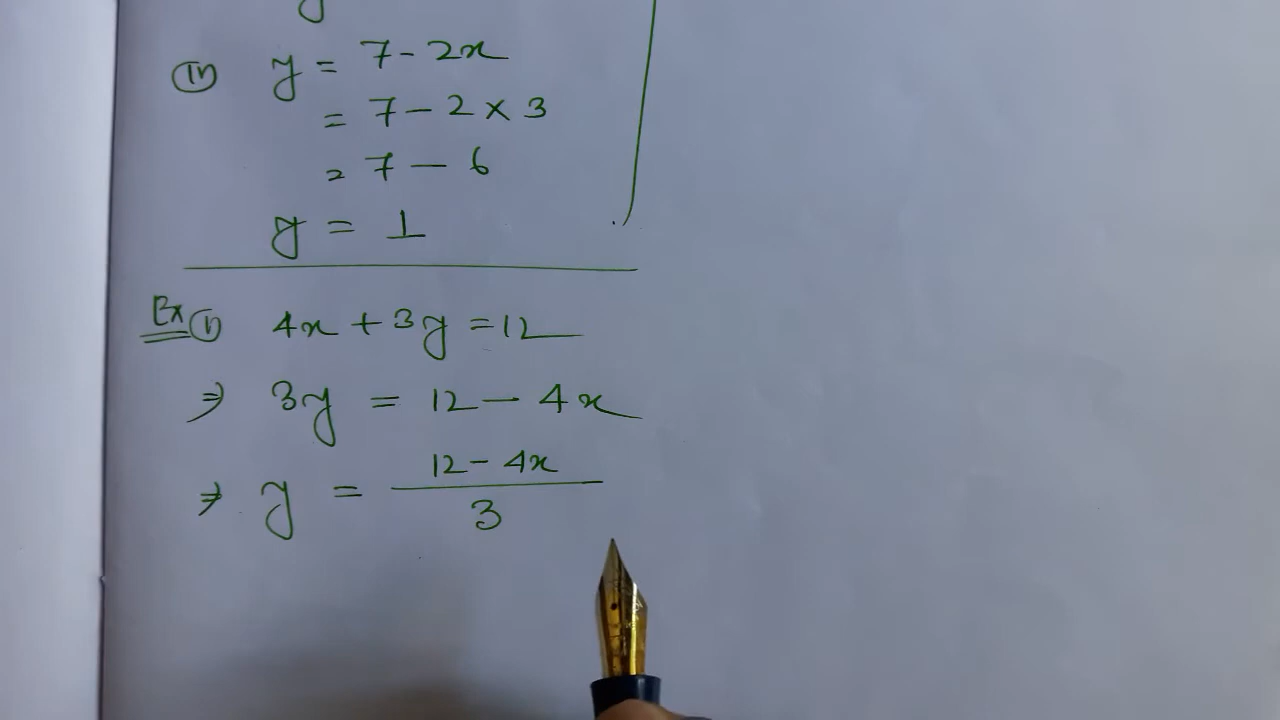 (iv) y = 7 - 2x
= 7 - 2 × 3
= 7 - 6
y = 1
Ex (i) 4x + 3y = 12
⇒ 3y = 12 - 4x
⇒ y = (12 - 4x) / 3